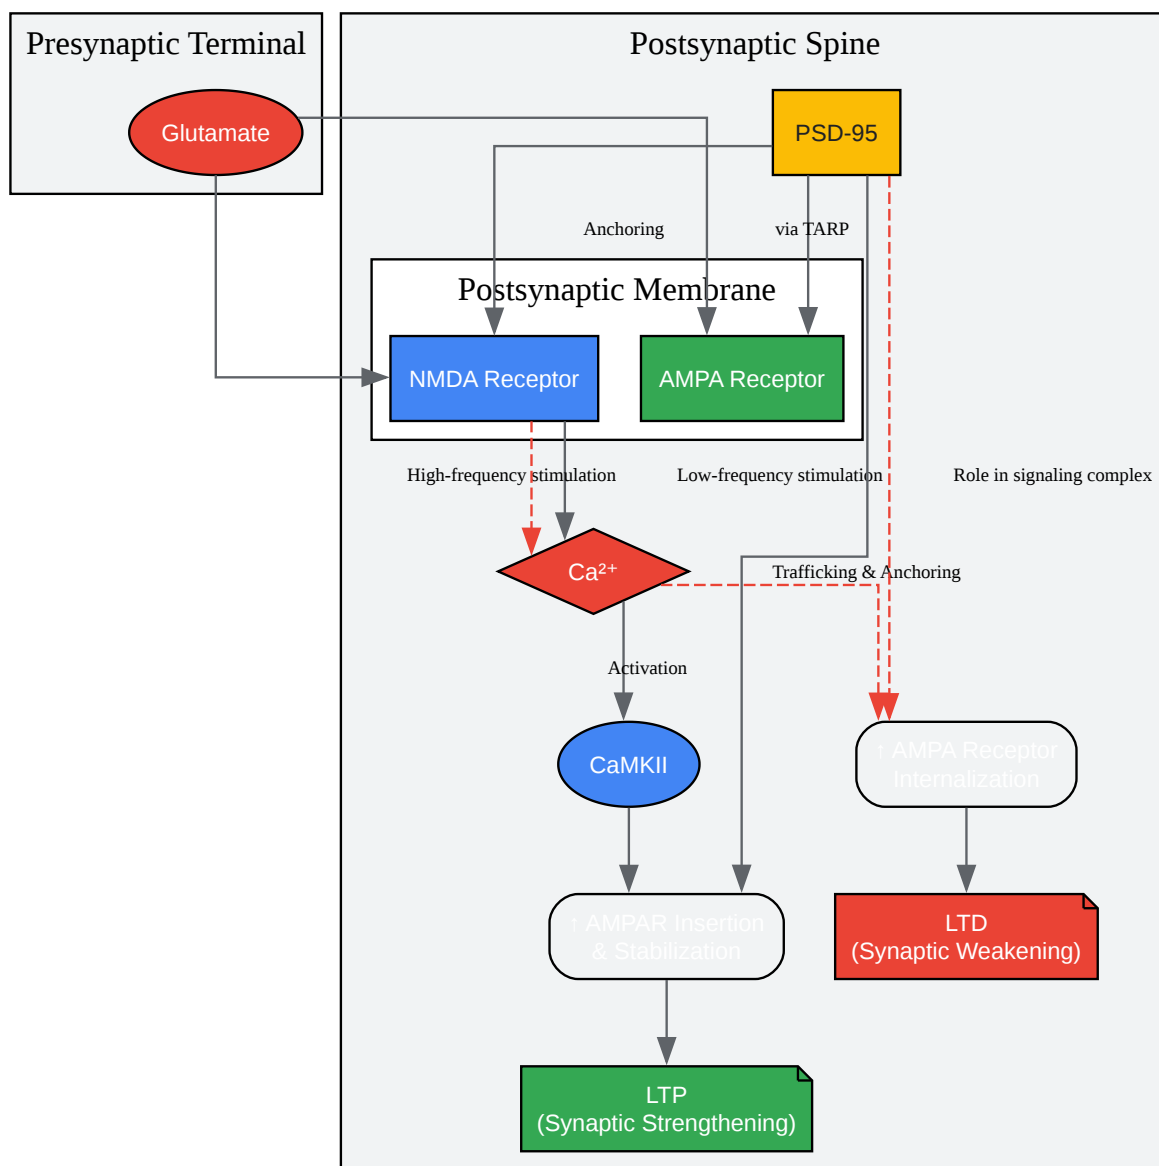 Presynaptic Terminal
Postsynaptic Spine
Glutamate
PSD-95
Anchoring
via TARP
Postsynaptic Membrane
NMDA Receptor
AMPA Receptor
High-frequency stimulation
Low-frequency stimulation
Role in signaling complex
Ca²⁺
Trafficking & Anchoring
Activation
CaMKII
↑ AMPA Receptor
Internalization
↑ AMPAR Insertion
& Stabilization
LTD
(Synaptic Weakening)
LTP
(Synaptic Strengthening)